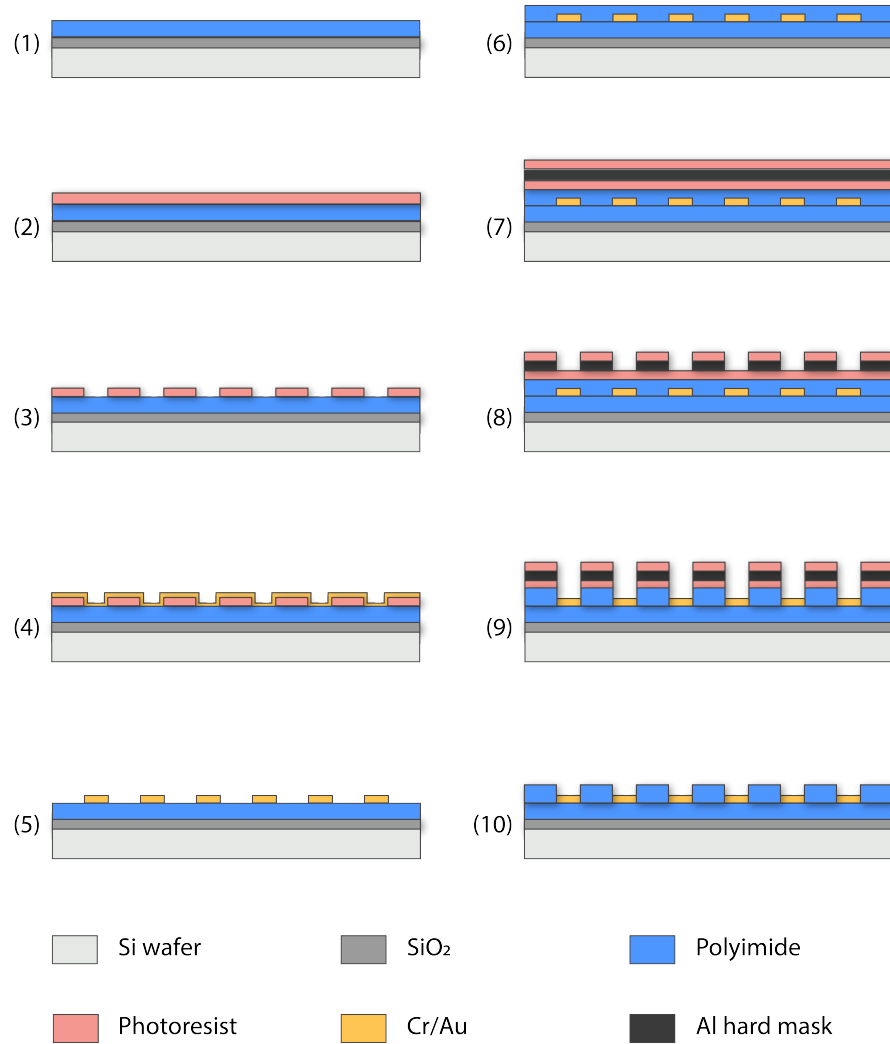 (1)
(2)
(3)
(4)
(5)
(6)
(7)
(8)
(9)
(10)
Si wafer
SiO₂
Polyimide
Photoresist
Cr/Au
Al hard mask